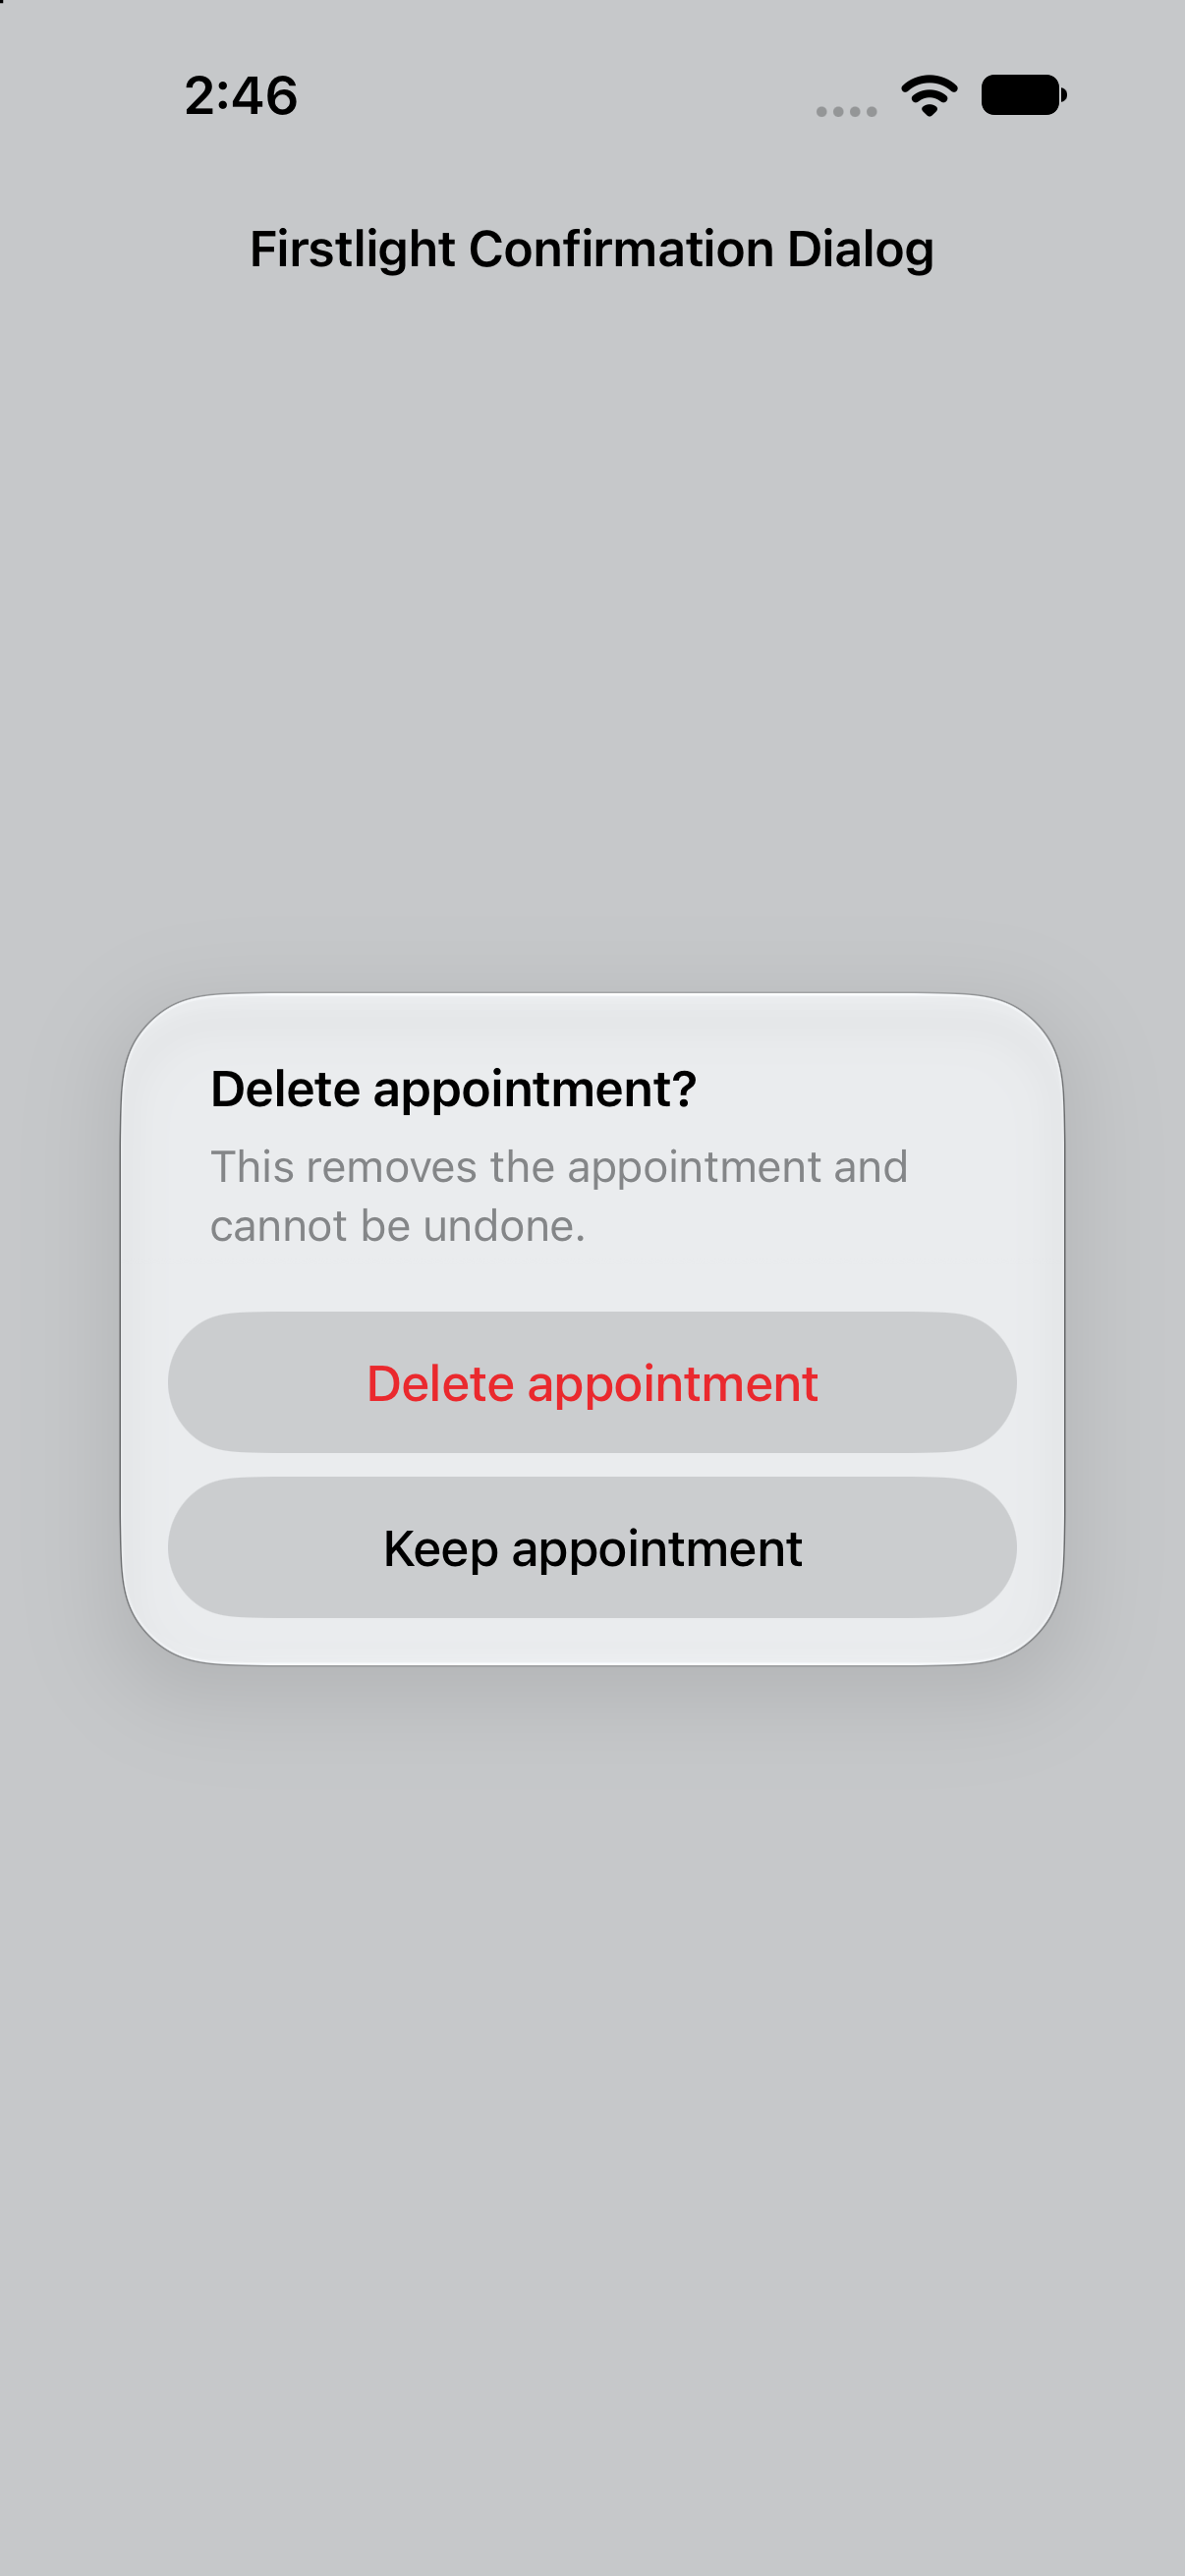 2:46
Firstlight Confirmation Dialog
Delete appointment?
This removes the appointment and
cannot be undone.
Delete appointment
Keep appointment